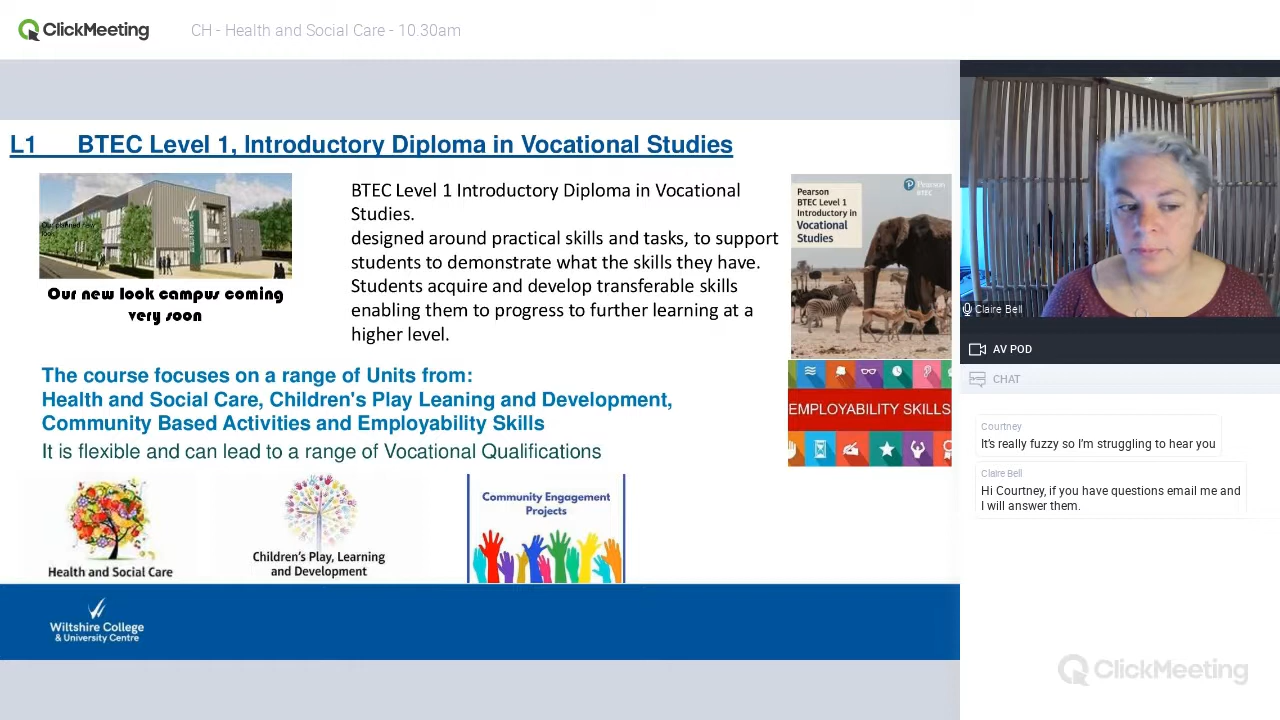 ClickMeeting
CH - Health and Social Care - 10.30am
L1 BTEC Level 1, Introductory Diploma in Vocational Studies
Our new look campus coming
very soon
BTEC Level 1 Introductory Diploma in Vocational
Studies.
designed around practical skills and tasks, to support
students to demonstrate what the skills they have.
Students acquire and develop transferable skills
enabling them to progress to further learning at a
higher level.
Pearson
BTEC
Pearson
BTEC Level 1
Introductory in
Vocational
Studies
EMPLOYABILITY SKILLS
The course focuses on a range of Units from:
Health and Social Care, Children's Play Leaning and Development,
Community Based Activities and Employability Skills
It is flexible and can lead to a range of Vocational Qualifications
Health and Social Care
Children's Play, Learning
and Development
Community Engagement
Projects
Wiltshire College
& University Centre
Claire Bell
AV POD
CHAT
Courtney
It's really fuzzy so I'm struggling to hear you
Claire Bell
Hi Courtney, if you have questions email me and
I will answer them.
ClickMeeting